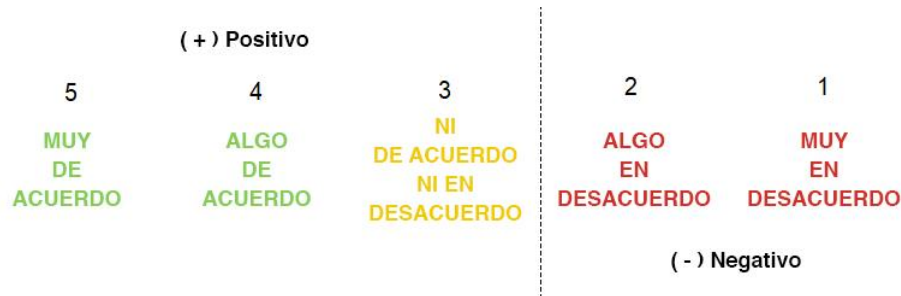 ( + ) Positivo
5
MUY
DE
ACUERDO
4
ALGO
DE
ACUERDO
3
NI
DE ACUERDO
NI EN
DESACUERDO
2
ALGO
EN
DESACUERDO
1
MUY
EN
DESACUERDO
( - ) Negativo